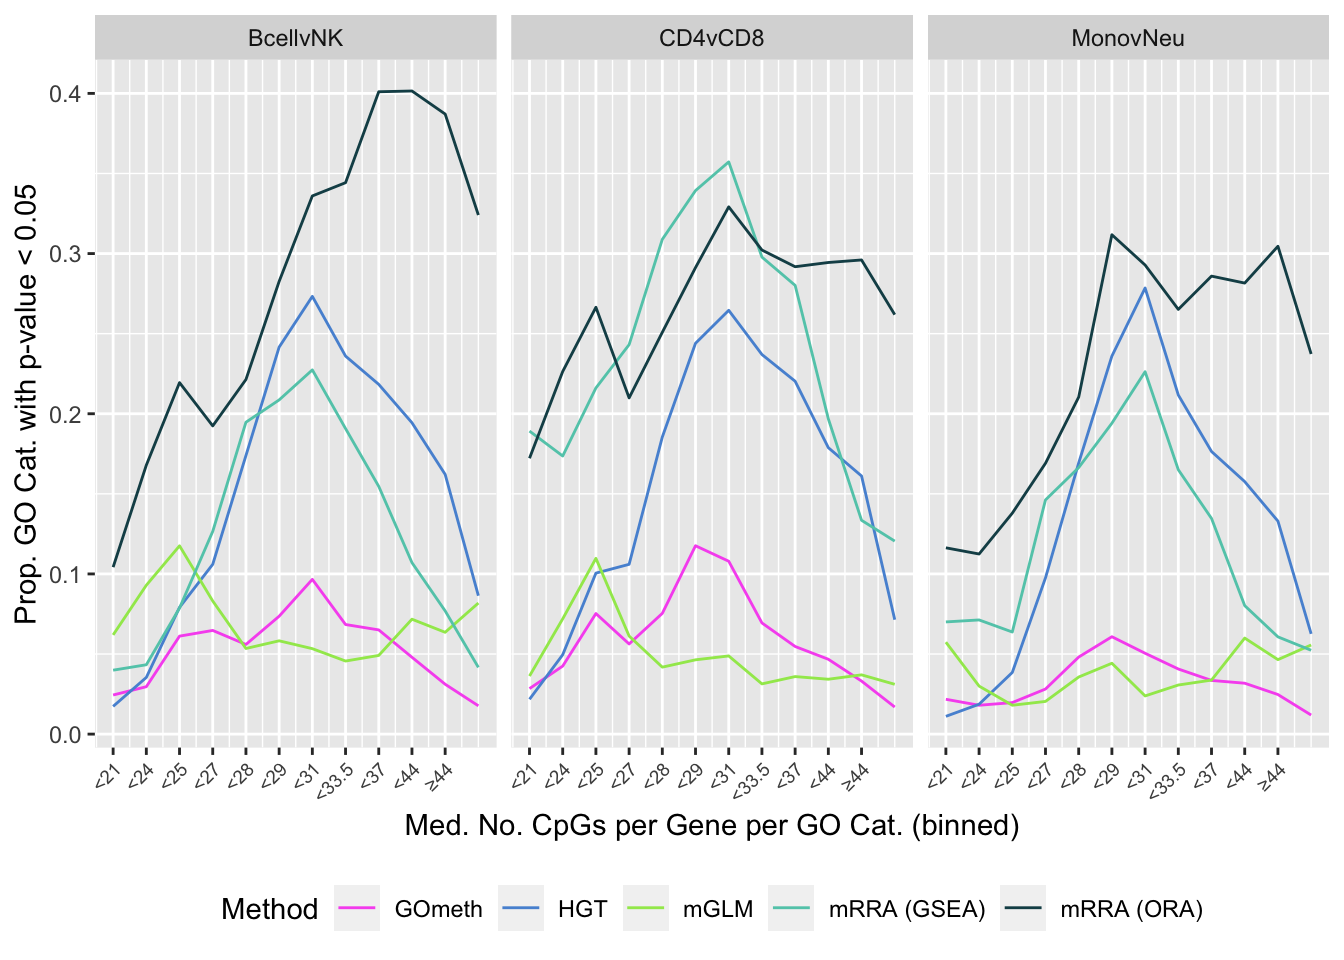 BcellvNK CD4vCD8 MonovNeu
Prop. GO Cat. with p-value < 0.05
0.4
0.3
0.2
0.1
0.0
<21 <24 <25 <27 <28 <29 <31 <33.5 <37 <44 ≥44
<21 <24 <25 <27 <28 <29 <31 <33.5 <37 <44 ≥44
<21 <24 <25 <27 <28 <29 <31 <33.5 <37 <44 ≥44
Med. No. CpGs per Gene per GO Cat. (binned)
Method GOmeth HGT mGLM mRRA (GSEA) mRRA (ORA)